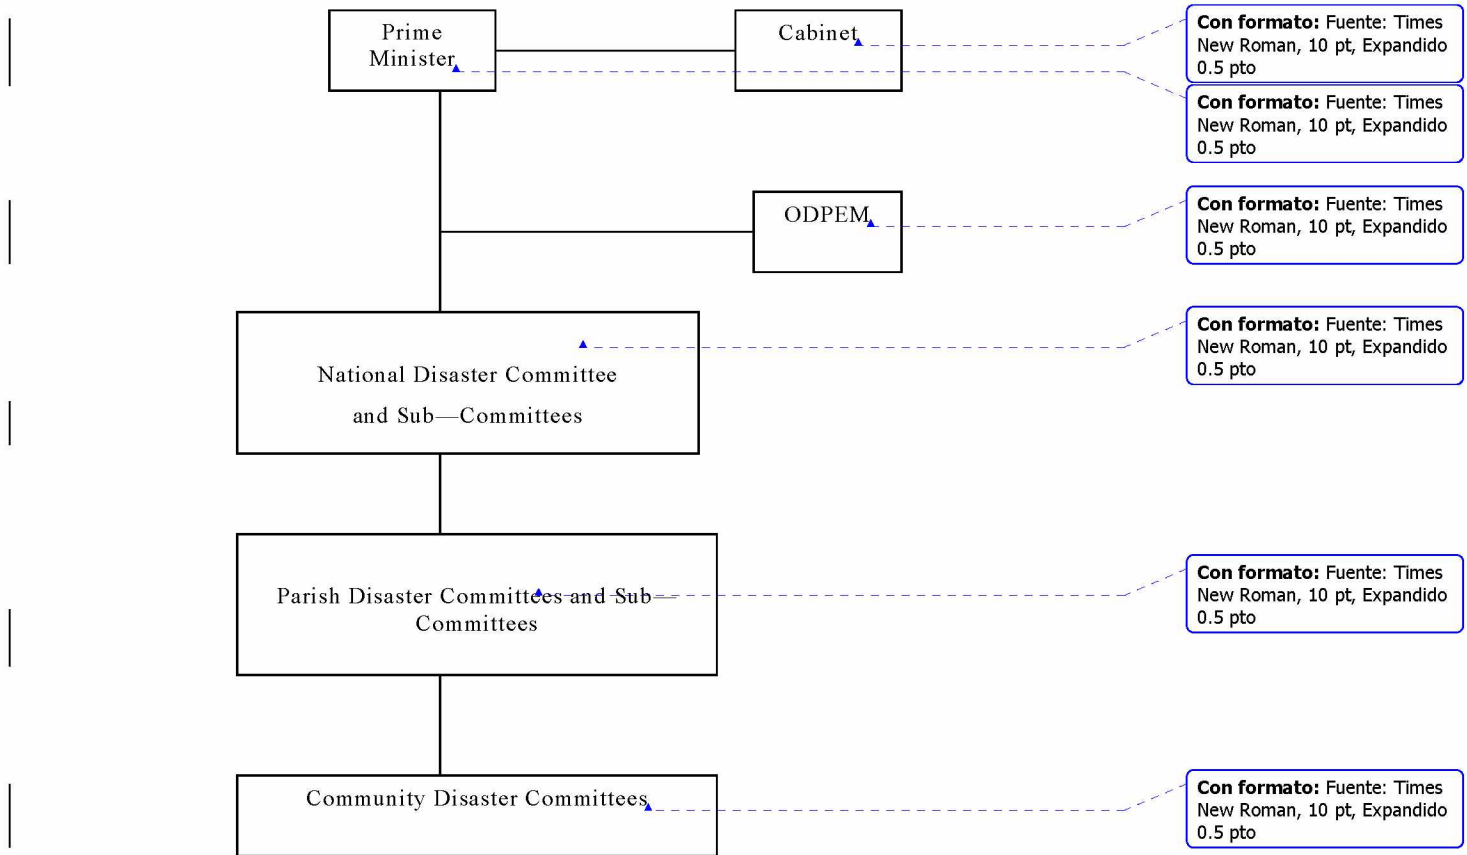 Prime
Minister
Cabinet
Con formato: Fuente: Times
New Roman, 10 pt, Expandido
0.5 pto
Con formato: Fuente: Times
New Roman, 10 pt, Expandido
0.5 pto
ODPEM
Con formato: Fuente: Times
New Roman, 10 pt, Expandido
0.5 pto
National Disaster Committee
and Sub—Committees
Con formato: Fuente: Times
New Roman, 10 pt, Expandido
0.5 pto
Parish Disaster Committees and Sub—
Committees
Con formato: Fuente: Times
New Roman, 10 pt, Expandido
0.5 pto
Community Disaster Committees
Con formato: Fuente: Times
New Roman, 10 pt, Expandido
0.5 pto